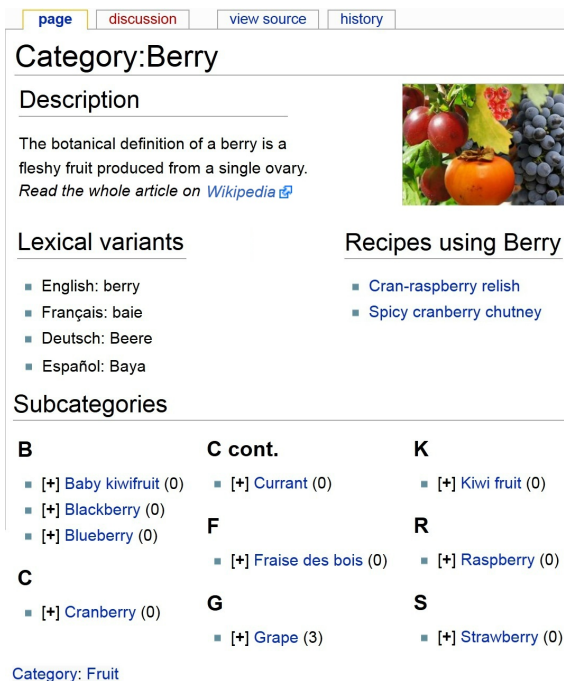 page discussion view source history
Category:Berry
Description
The botanical definition of a berry is a
fleshy fruit produced from a single ovary.
Read the whole article on Wikipedia
Lexical variants
English: berry
Français: baie
Deutsch: Beere
Español: Baya
Recipes using Berry
Cran-raspberry relish
Spicy cranberry chutney
Subcategories
B
[+] Baby kiwifruit (0)
[+] Blackberry (0)
[+] Blueberry (0)
C
[+] Cranberry (0)
C cont.
[+] Currant (0)
F
[+] Fraise des bois (0)
G
[+] Grape (3)
K
[+] Kiwi fruit (0)
R
[+] Raspberry (0)
S
[+] Strawberry (0)
Category: Fruit